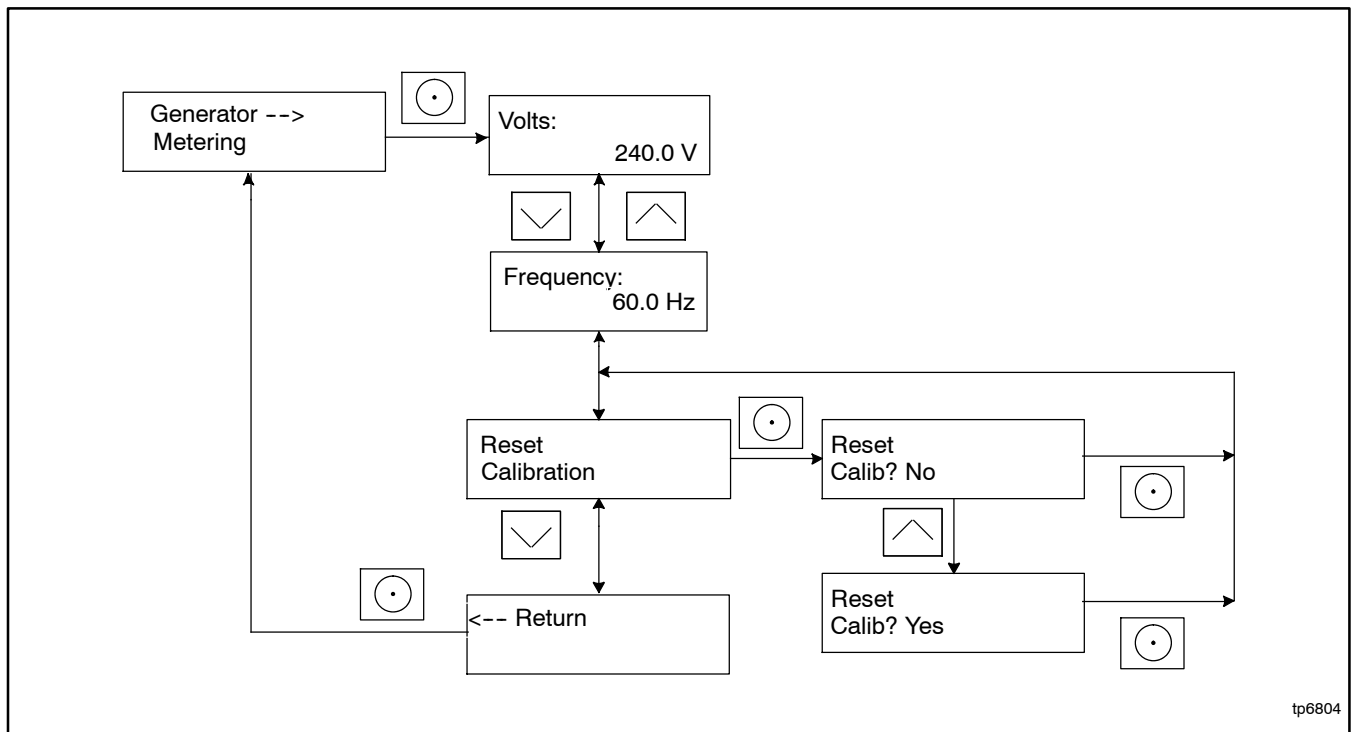 Generator -->
Metering
Volts:
240.0 V
Frequency:
60.0 Hz
Reset
Calibration
Reset
Calib? No
<-- Return
Reset
Calib? Yes
tp6804